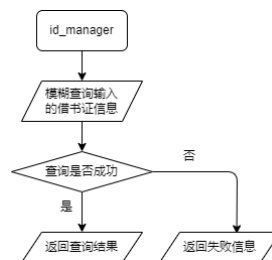 id_manager
模糊查询输入
的借书证信息
查询是否成功
否
是
返回查询结果
返回失败信息